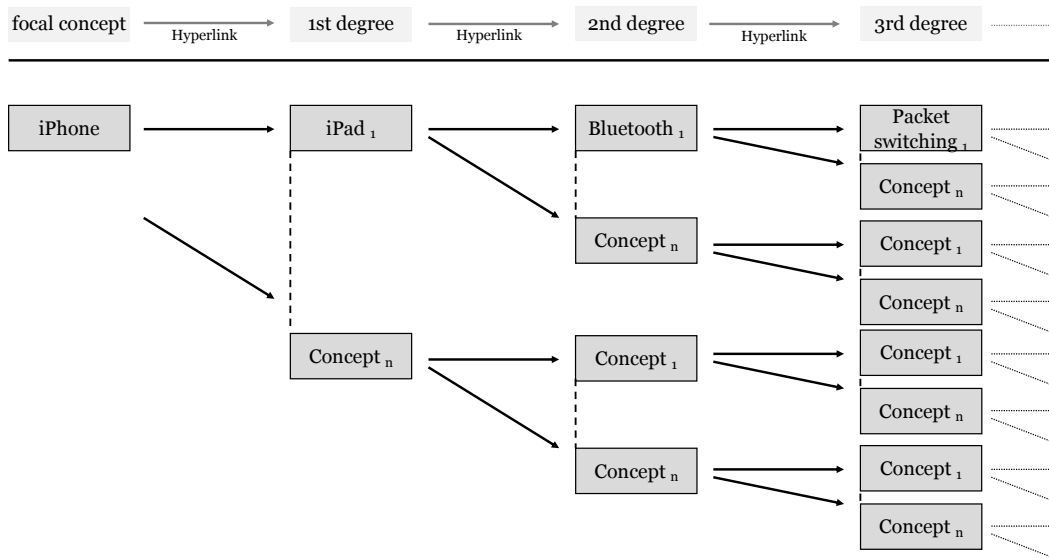 focal concept
Hyperlink
1st degree
Hyperlink
2nd degree
Hyperlink
3rd degree
iPhone
iPad 1
Bluetooth 1
Packet
switching 1
Concept n
Concept n
Concept 1
Concept n
Concept n
Concept 1
Concept 1
Concept n
Concept n
Concept 1
Concept n